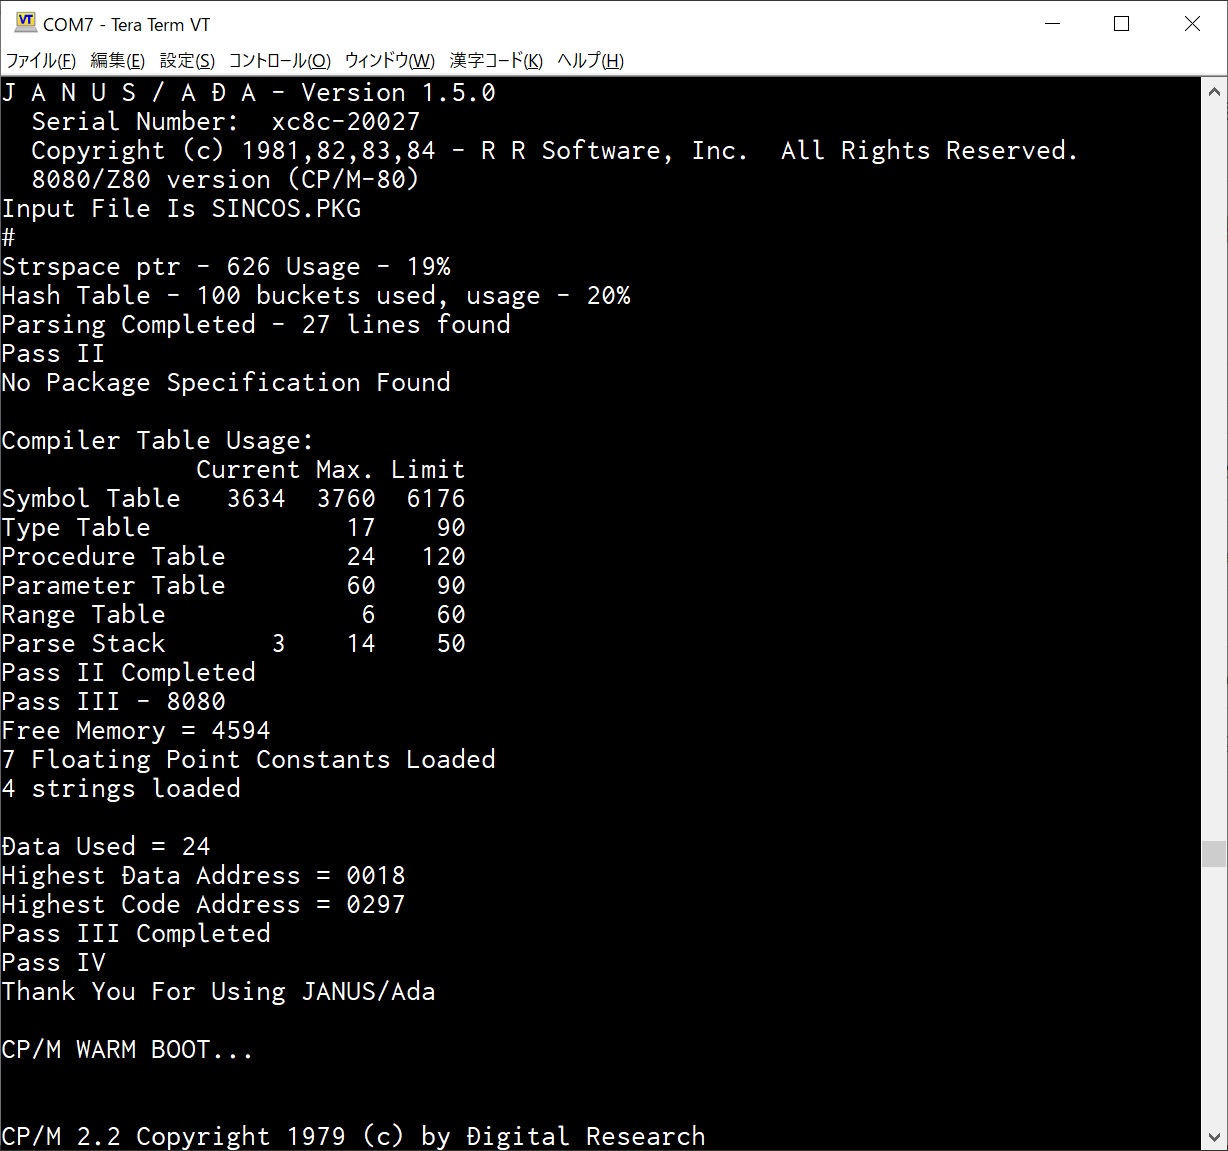 COM7 - Tera Term VT
ファイル(F) 編集(E) 設定(S) コントロール(O) ウィンドウ(W) 漢字コード(K) ヘルプ(H)
J A N U S / A D A - Version 1.5.0
  Serial Number:  xc8c-20027
  Copyright (c) 1981,82,83,84 - R R Software, Inc.  All Rights Reserved.
  8080/Z80 version (CP/M-80)
Input File Is SINCOS.PKG
#
Strspace ptr - 626 Usage - 19%
Hash Table - 100 buckets used, usage - 20%
Parsing Completed - 27 lines found
Pass II
No Package Specification Found

Compiler Table Usage:
             Current Max. Limit
Symbol Table   3634  3760  6176
Type Table             17    90
Procedure Table        24   120
Parameter Table        60    90
Range Table             6    60
Parse Stack       3    14    50
Pass II Completed
Pass III - 8080
Free Memory = 4594
7 Floating Point Constants Loaded
4 strings loaded

Data Used = 24
Highest Data Address = 0018
Highest Code Address = 0297
Pass III Completed
Pass IV
Thank You For Using JANUS/Ada

CP/M WARM BOOT...

CP/M 2.2 Copyright 1979 (c) by Digital Research